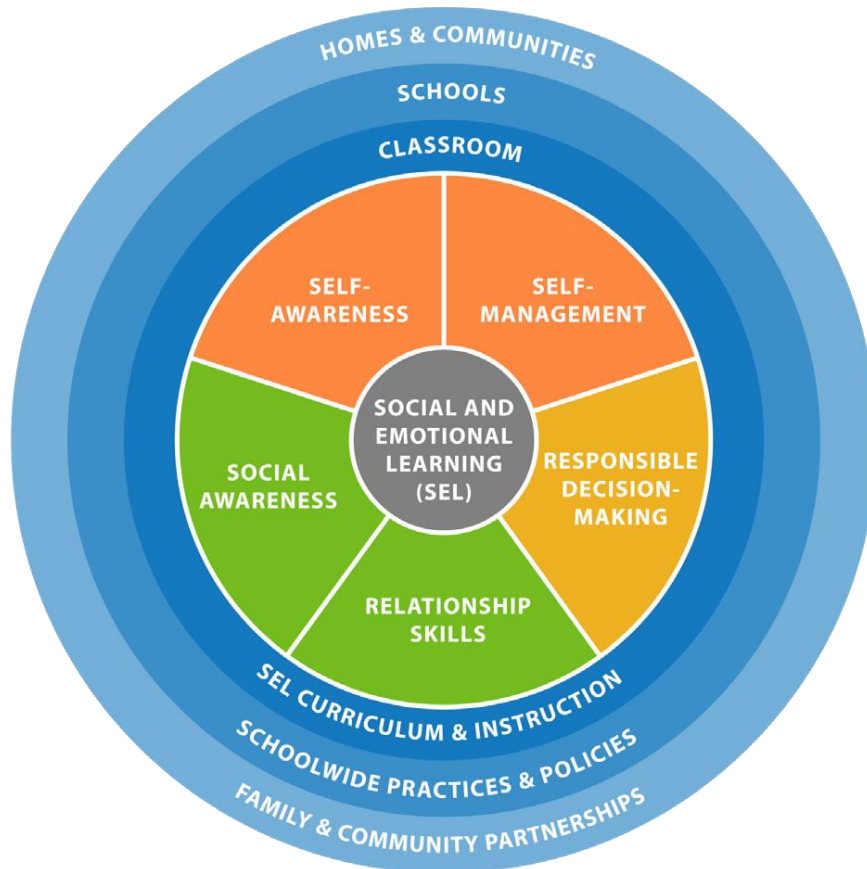 HOMES & COMMUNITIES
SCHOOLS
CLASSROOM
SELF-
AWARENESS
SELF-
MANAGEMENT
SOCIAL AND
EMOTIONAL
LEARNING
(SEL)
SOCIAL
AWARENESS
RESPONSIBLE
DECISION-
MAKING
RELATIONSHIP
SKILLS
SEL CURRICULUM & INSTRUCTION
SCHOOLWIDE PRACTICES & POLICIES
FAMILY & COMMUNITY PARTNERSHIPS